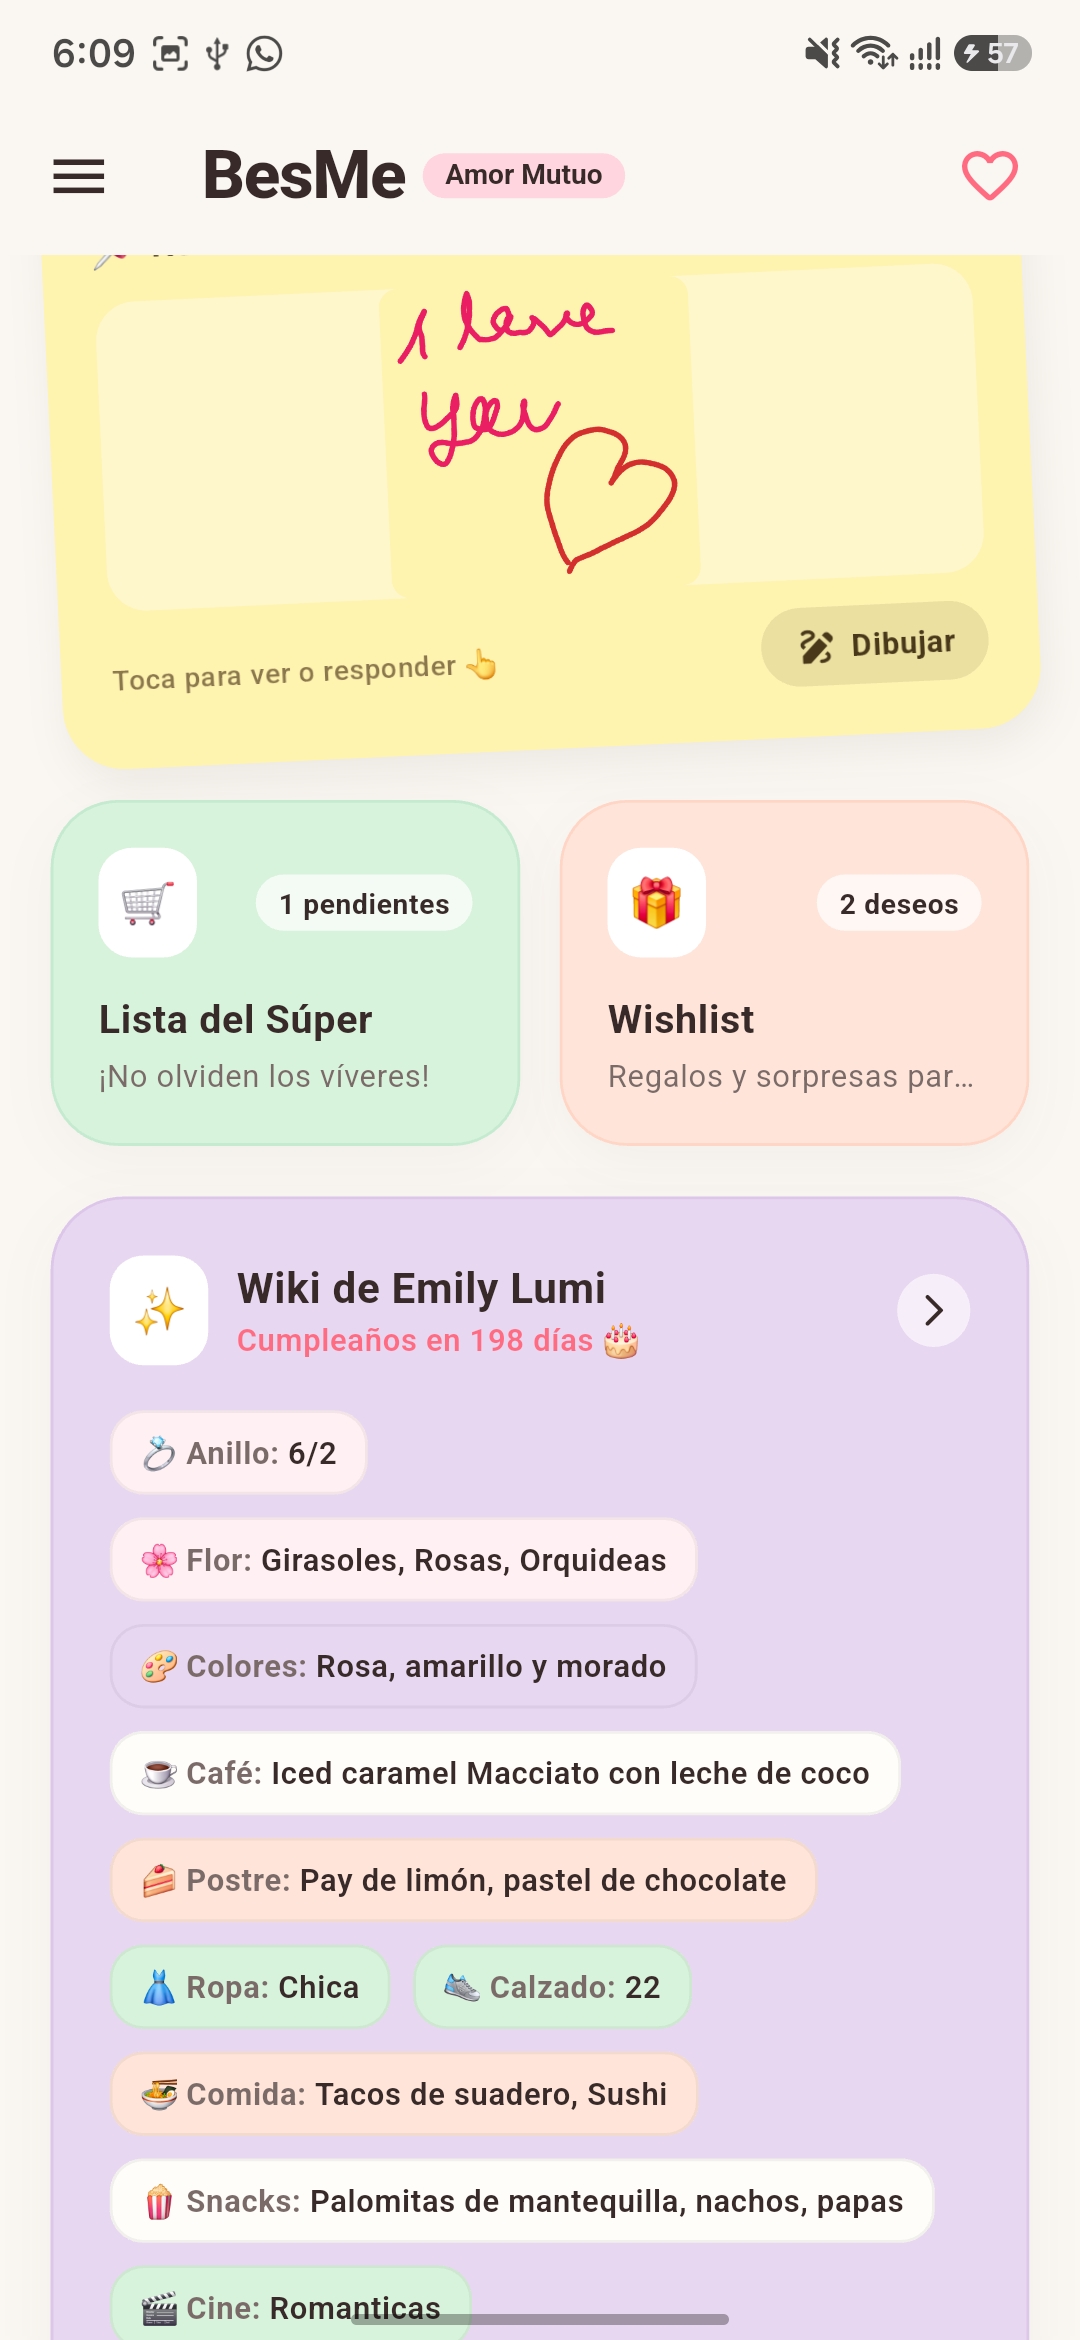 6:09
57
BesMe Amor Mutuo
I love
you
Toca para ver o responder 👆
Dibujar
🛒 1 pendientes
Lista del Súper
¡No olviden los víveres!
🎁 2 deseos
Wishlist
Regalos y sorpresas par...
✨ Wiki de Emily Lumi
Cumpleaños en 198 días 🎂
💍 Anillo: 6/2
🌸 Flor: Girasoles, Rosas, Orquideas
🎨 Colores: Rosa, amarillo y morado
☕ Café: Iced caramel Macciato con leche de coco
🍰 Postre: Pay de limón, pastel de chocolate
👗 Ropa: Chica 👟 Calzado: 22
🍜 Comida: Tacos de suadero, Sushi
🍿 Snacks: Palomitas de mantequilla, nachos, papas
🎬 Cine: Romanticas